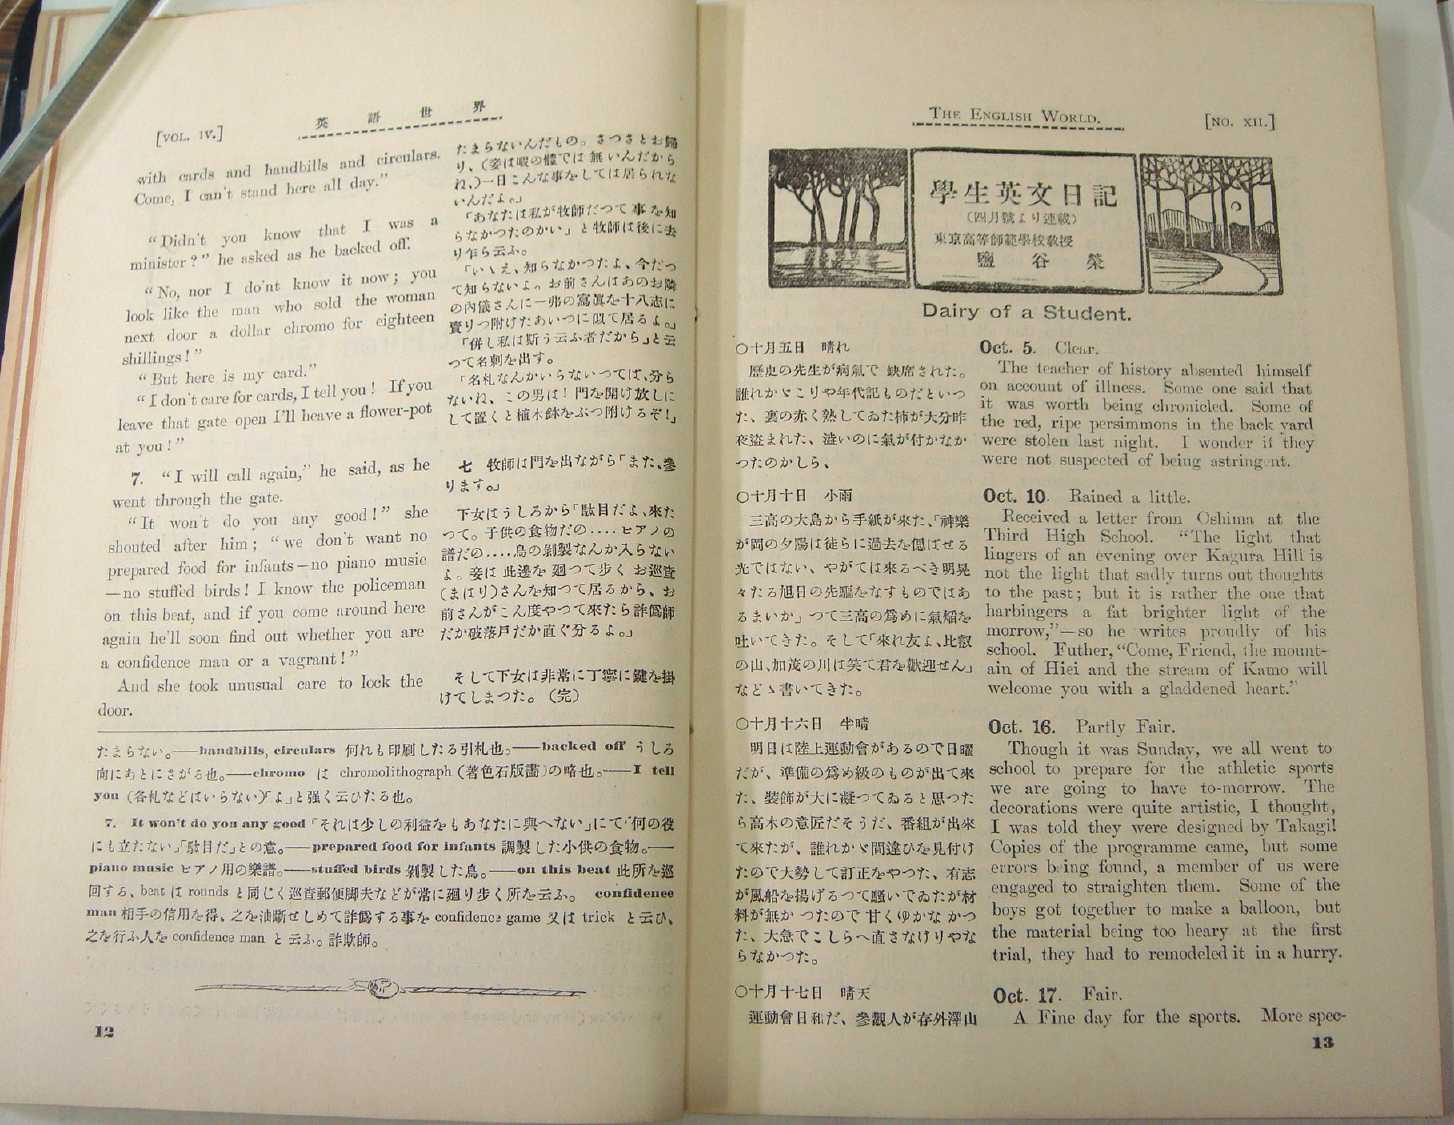 [VOL. IV.]
英語世界
with cards and handbills and circulars.
Come, I can't stand here all day."
"Didn't you know that I was a
minister?" he asked as he backed off.
"No, nor I do'nt know it now; you
look like the man who sold the woman
next door a dollar chromo for eighteen
shillings!"
"But here is my card."
"I don't care for cards, I tell you! If you
leave that gate open I'll heave a flower-pot
at you!"
7. "I will call again," he said, as he
went through the gate.
"It won't do you any good!" she
shouted after him; "we don't want no
prepared food for infants—no piano music
—no stuffed birds! I know the policeman
on this beat, and if you come around here
again he'll soon find out whether you are
a confidence man or a vagrant!"
And she took unusual care to lock the
door.
たまらないんだもの。さつさとお歸
り、(妾は暇の體では無いんだから
ね、)一日こんな事をしては居られな
いんだよ。」
「あなたは私が牧師だつて事を知
らなかつたのかい」と牧師は後に去
り乍ら云ふ。
「いゝえ、知らなかつたよ、今だつ
て知らないよ。お前さんはあのお隣
の内儀さんに一弗の寫眞を十八志に
賣りつ附けたあいつに似て居るよ。」
「併し私は斯う云ふ者だから」と云
つて名刺を出す。
「名札なんかいらないつてば、分ら
ないね、この男は!門を開け放しに
して置くと植木鉢をぶつ附けるぞ!」
七 牧師は門を出ながら「また、參
ります。」
下女はうしろから「駄目だよ、來た
つて。子供の食物だの....ピアノの
譜だの....鳥の剝製なんか入らない
よ。妾は此邊を廻つて步くお巡査
(まはり)さんを知つて居るから、お
前さんがこん度やつて來たら詐僞師
だか破落戸だか直ぐ分るよ。」
そして下女は非常に丁寧に鍵を掛
けてしまつた。(完)
たまらない。——handbills, circulars 何れも印刷したる引札也。——backed off うしろ
向にあとにさがる也。——chromo は chromolithograph (著色石版畵)の略也。——I tell
you (名札などはいらない)「よ」と强く云ひたる也。
7. It won't do you any good「それは少しの利益をもあなたに與へない」にて「何の役
にも立たない」「駄目だ」との意。——prepared food for infants 調製した小供の食物。——
piano music ピアノ用の樂譜。——stuffed birds 剝製した鳥。——on this beat 此所を巡
回する、beat は rounds と同じく巡査郵便脚夫などが常に廻り步く所を云ふ。 confidence
man 相手の信用を得、之を油斷せしめて詐僞する事を confidence game 又は trick と云ひ、
之を行ふ人を confidence man と云ふ。詐欺師。
12
THE ENGLISH WORLD.
[NO. XII.]
學生英文日記
(四月號より連載)
東京高等師範學校敎授
鹽谷榮
Dairy of a Student.
〇十月五日 晴れ
歷史の先生が病氣で缺席された。
誰れかゞこりや年代記ものだといつ
た、裏の赤く熟してゐた柿が大分昨
夜盜まれた、澁いのに氣が付かなか
つたのかしら、
〇十月十日 小雨
三高の大島から手紙が來た、「神樂
が岡の夕陽は徒らに過去を偲ばせる
光ではない、やがては來るべき明晃
々たる旭日の先驅をなすものではあ
るまいか」つて三高の爲めに氣焰を
吐いてきた。そして「來れ友よ、比叡
の山、加茂の川は笑て君を歡迎せん」
などゝ書いてきた。
〇十月十六日 半晴
明日は陸上運動會があるので日曜
だが、準備の爲め級のものが出て來
た、裝飾が大に凝つてゐると思つた
ら高木の意匠ださうだ、番組が出來
て來たが、誰れかゞ間違ひを見付け
たので大勢して訂正をやつた、有志
が風船を揚げるつて騷いでゐたが材
料が無かつたので甘くゆかなかつ
た、大急でこしらへ直さなけりやな
らなかつた。
〇十月十七日 晴天
運動會日和だ、參觀人が存外澤山
Oct. 5. Clear.
The teacher of history absented himself
on account of illness. Some one said that
it was worth being chronicled. Some of
the red, ripe persimmons in the back yard
were stolen last night. I wonder if they
were not suspected of being astringent.
Oct. 10. Rained a little.
Received a letter from Oshima at the
Third High School. "The light that
lingers of an evening over Kagura Hill is
not the light that sadly turns out thoughts
to the past; but it is rather the one that
harbingers a fat brighter light of the
morrow,"—so he writes proudly of his
school. Futher, "Come, Friend, the mount-
ain of Hiei and the stream of Kamo will
welcome you with a gladdened heart."
Oct. 16. Partly Fair.
Though it was Sunday, we all went to
school to prepare for the athletic sports
we are going to have to-morrow. The
decorations were quite artistic, I thought,
I was told they were designed by Takagi!
Copies of the programme came, but some
errors being found, a member of us were
engaged to straighten them. Some of the
boys got together to make a balloon, but
the material being too heary at the first
trial, they had to remodeled it in a hurry.
Oct. 17. Fair.
A Fine day for the sports. More spec-
13